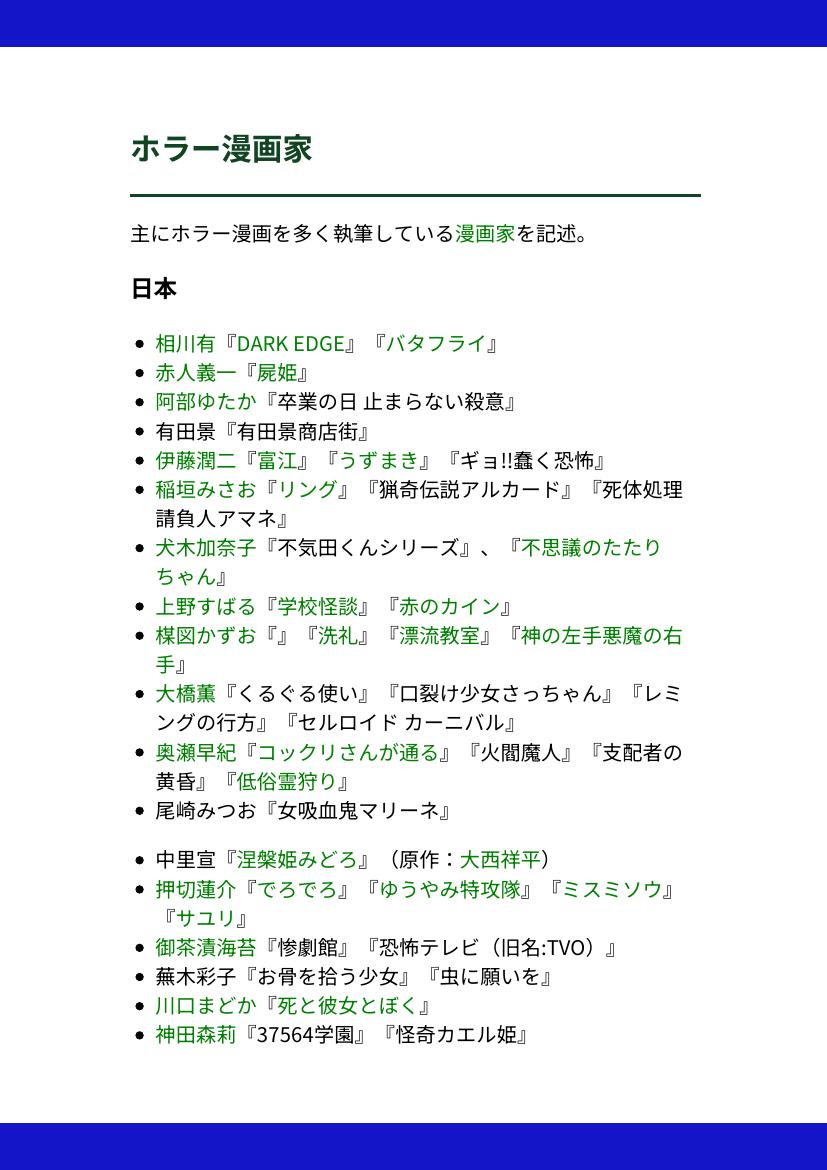 ホラー漫画家
主にホラー漫画を多く執筆している漫画家を記述。
日本
• 相川有『DARK EDGE』『バタフライ』
• 赤人義一『屍姫』
• 阿部ゆたか『卒業の日 止まらない殺意』
• 有田景『有田景商店街』
• 伊藤潤二『富江』『うずまき』『ギョ!!蠢く恐怖』
• 稲垣みさお『リング』『猟奇伝説アルカード』『死体処理
請負人アマネ』
• 犬木加奈子『不気田くんシリーズ』、『不思議のたたり
ちゃん』
• 上野すばる『学校怪談』『赤のカイン』
• 楳図かずお『』『洗礼』『漂流教室』『神の左手悪魔の右
手』
• 大橋薫『くるぐる使い』『口裂け少女さっちゃん』『レミ
ングの行方』『セルロイド カーニバル』
• 奥瀬早紀『コックリさんが通る』『火閻魔人』『支配者の
黄昏』『低俗霊狩り』
• 尾崎みつお『女吸血鬼マリーネ』
• 中里宣『涅槃姫みどろ』（原作：大西祥平）
• 押切蓮介『でろでろ』『ゆうやみ特攻隊』『ミスミソウ』
『サユリ』
• 御茶漬海苔『惨劇館』『恐怖テレビ（旧名:TVO）』
• 蕪木彩子『お骨を拾う少女』『虫に願いを』
• 川口まどか『死と彼女とぼく』
• 神田森莉『37564学園』『怪奇カエル姫』